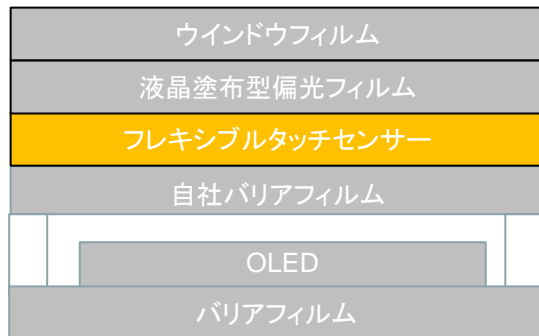 ウインドウフィルム
液晶塗布型偏光フィルム
フレキシブルタッチセンサー
自社バリアフィルム
OLED
バリアフィルム